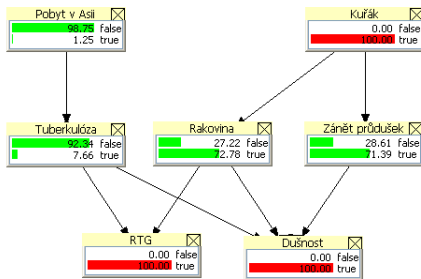 Pobyt v Asii
98.75 false
1.25 true
Kuřák
0.00 false
100.00 true
Tuberkulóza
92.34 false
7.66 true
Rakovina
27.22 false
72.78 true
Zánět průdušek
28.61 false
71.39 true
RTG
0.00 false
100.00 true
Dušnost
0.00 false
100.00 true